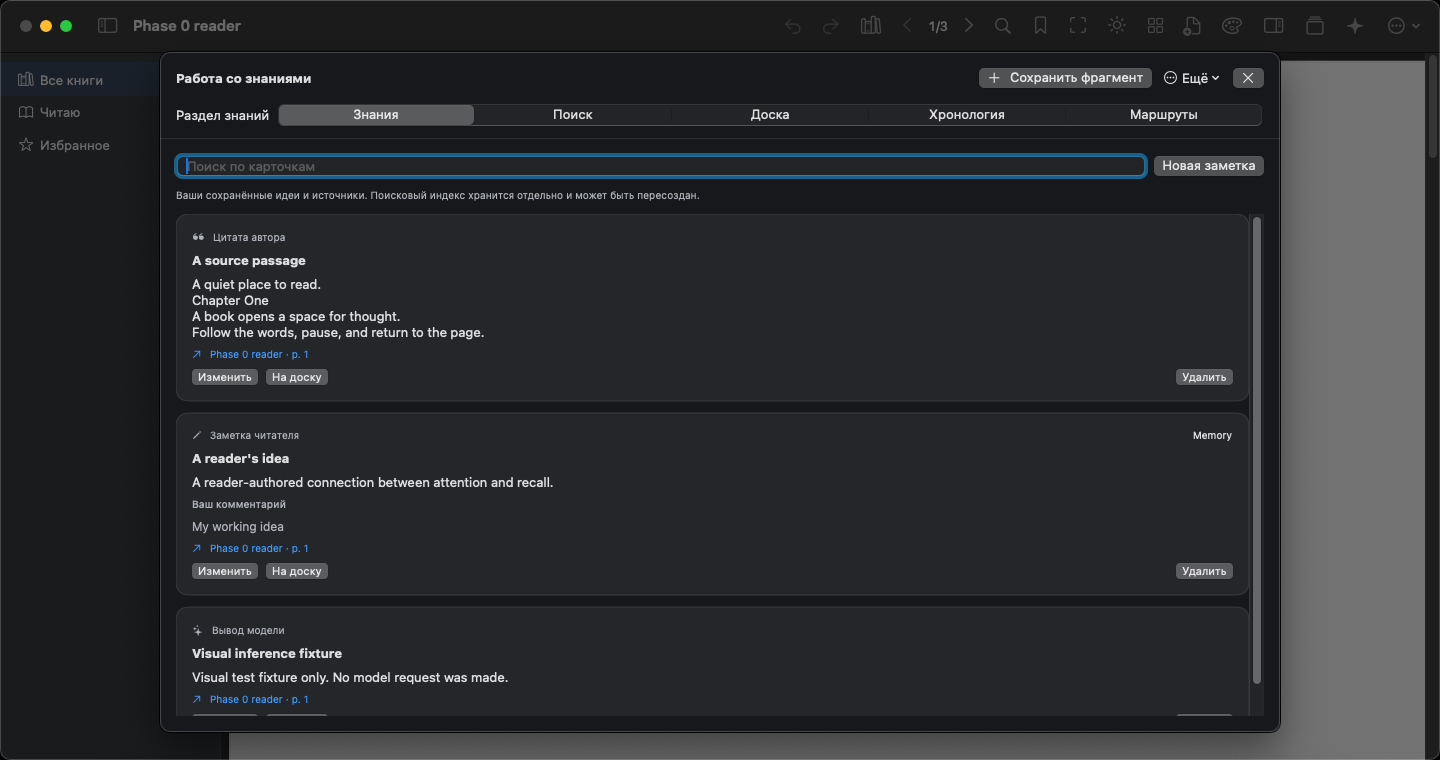 Phase 0 reader
1/3
Все книги
Читаю
Избранное
Работа со знаниями
Сохранить фрагмент
Ещё
Раздел знаний
Знания
Поиск
Доска
Хронология
Маршруты
Поиск по карточкам
Новая заметка
Ваши сохранённые идеи и источники. Поисковый индекс хранится отдельно и может быть пересоздан.
Цитата автора
A source passage
A quiet place to read.
Chapter One
A book opens a space for thought.
Follow the words, pause, and return to the page.
Phase 0 reader · p. 1
Изменить
На доску
Удалить
Заметка читателя
Memory
A reader's idea
A reader-authored connection between attention and recall.
Ваш комментарий
My working idea
Phase 0 reader · p. 1
Изменить
На доску
Удалить
Вывод модели
Visual inference fixture
Visual test fixture only. No model request was made.
Phase 0 reader · p. 1